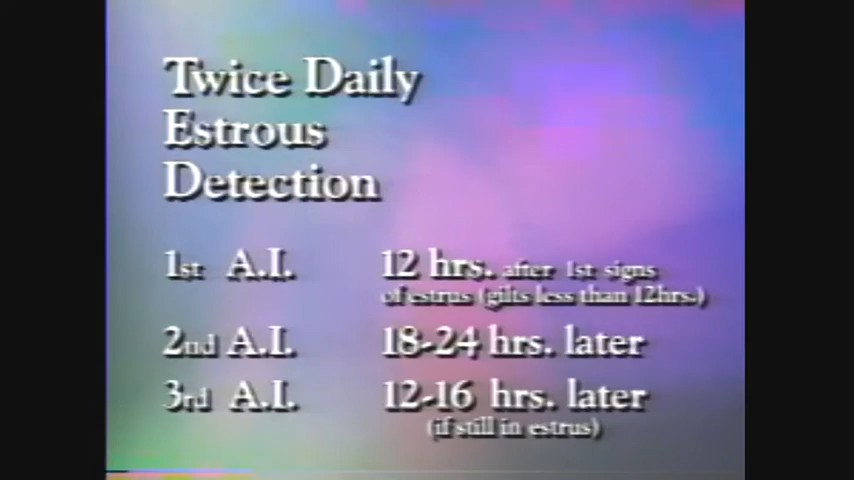 Twice Daily
Estrous
Detection
1st A.I. 12 hrs. after 1st signs
of estrus (gilts less than 12hrs.)
2nd A.I. 18-24 hrs. later
3rd A.I. 12-16 hrs. later
(if still in estrus)